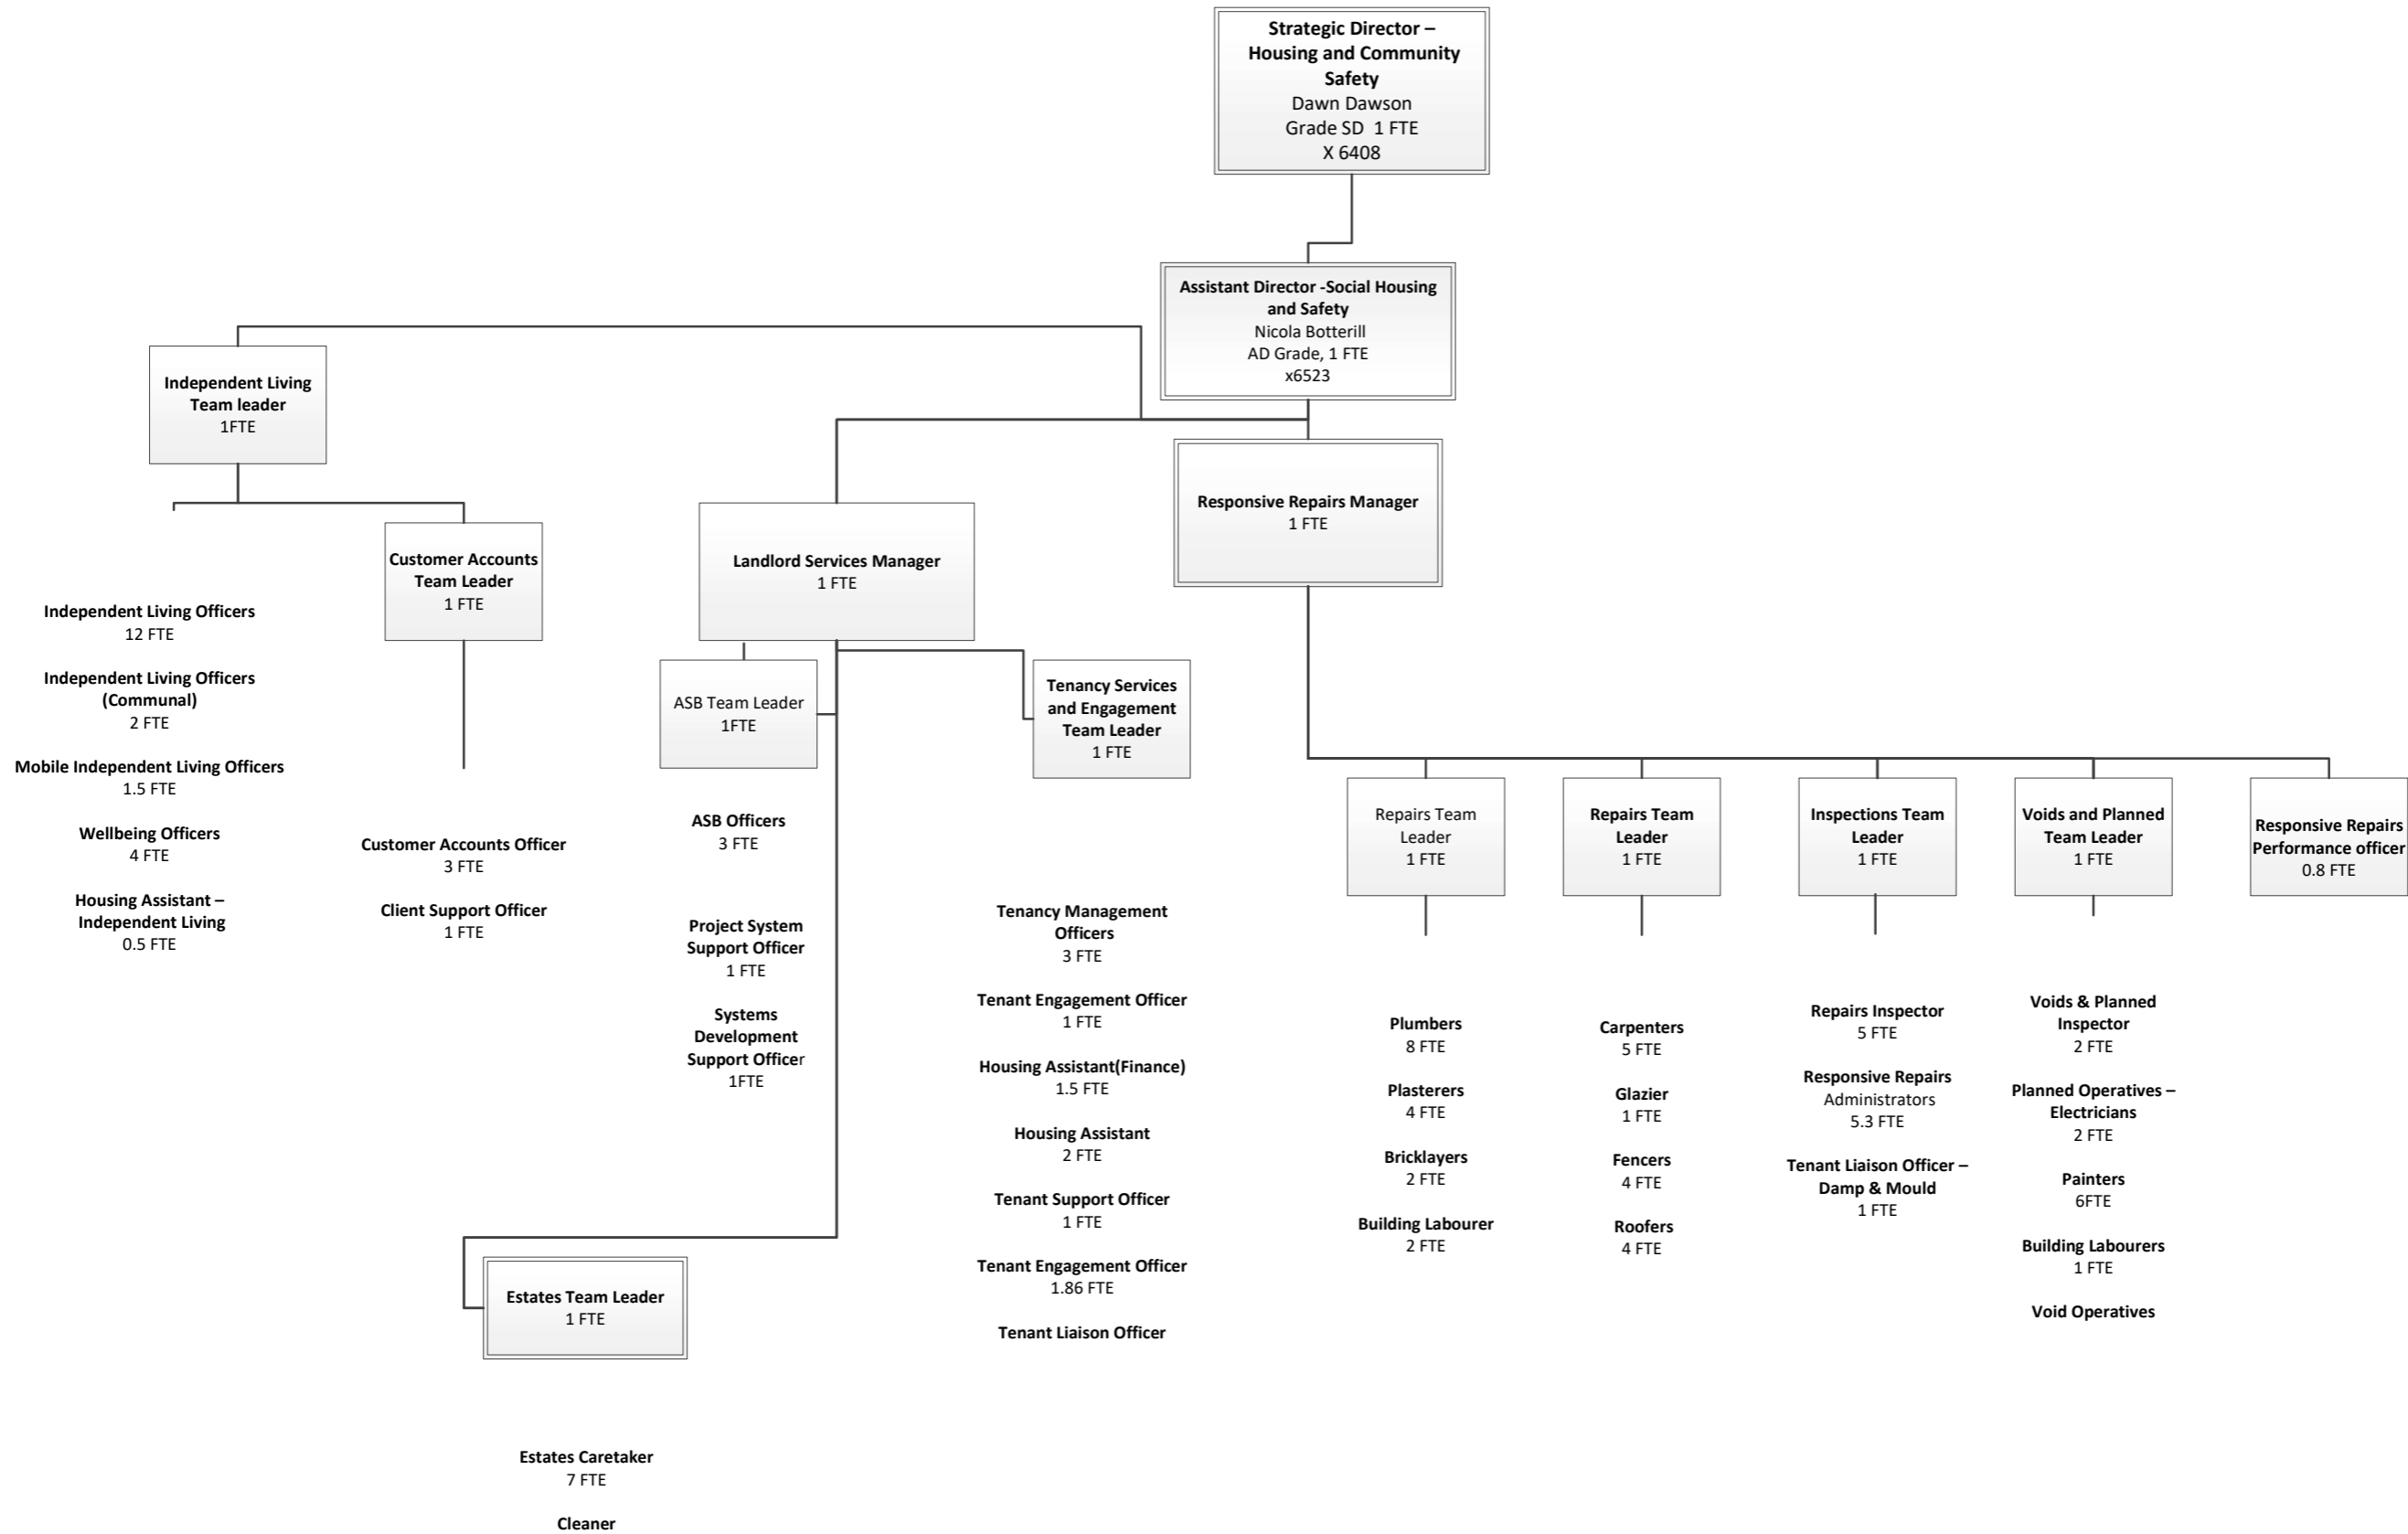 Strategic Director –
Housing and Community
Safety
Dawn Dawson
Grade SD  1 FTE
X 6408
Assistant Director -Social Housing
and Safety
Nicola Botterill
AD Grade, 1 FTE
x6523
Independent Living
Team leader
1FTE
Responsive Repairs Manager
1 FTE
Landlord Services Manager
1 FTE
Customer Accounts
Team Leader
1 FTE
Independent Living Officers
12 FTE
Independent Living Officers
(Communal)
2 FTE
Mobile Independent Living Officers
1.5 FTE
Wellbeing Officers
4 FTE
Housing Assistant –
Independent Living
0.5 FTE
Customer Accounts Officer
3 FTE
Client Support Officer
1 FTE
ASB Team Leader
1FTE
ASB Officers
3 FTE
Project System
Support Officer
1 FTE
Systems
Development
Support Officer
1FTE
Tenancy Services
and Engagement
Team Leader
1 FTE
Tenancy Management
Officers
3 FTE
Tenant Engagement Officer
1 FTE
Housing Assistant(Finance)
1.5 FTE
Housing Assistant
2 FTE
Tenant Support Officer
1 FTE
Tenant Engagement Officer
1.86 FTE
Tenant Liaison Officer
Estates Team Leader
1 FTE
Estates Caretaker
7 FTE
Cleaner
Repairs Team
Leader
1 FTE
Plumbers
8 FTE
Plasterers
4 FTE
Bricklayers
2 FTE
Building Labourer
2 FTE
Repairs Team
Leader
1 FTE
Carpenters
5 FTE
Glazier
1 FTE
Fencers
4 FTE
Roofers
4 FTE
Inspections Team
Leader
1 FTE
Repairs Inspector
5 FTE
Responsive Repairs
Administrators
5.3 FTE
Tenant Liaison Officer –
Damp & Mould
1 FTE
Voids and Planned
Team Leader
1 FTE
Voids & Planned
Inspector
2 FTE
Planned Operatives –
Electricians
2 FTE
Painters
6FTE
Building Labourers
1 FTE
Void Operatives
Responsive Repairs
Performance officer
0.8 FTE